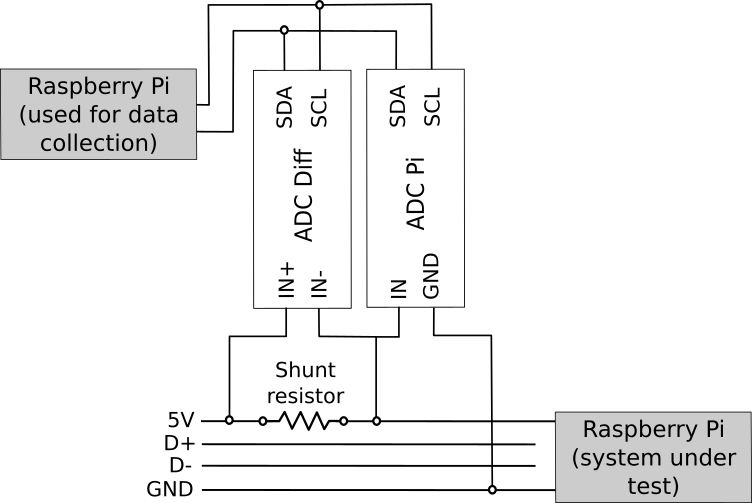 Raspberry Pi
(used for data
collection)
SDA
SCL
ADC Diff
IN+
IN-
SDA
SCL
ADC Pi
IN
GND
Shunt
resistor
5V
D+
D-
GND
Raspberry Pi
(system under
test)